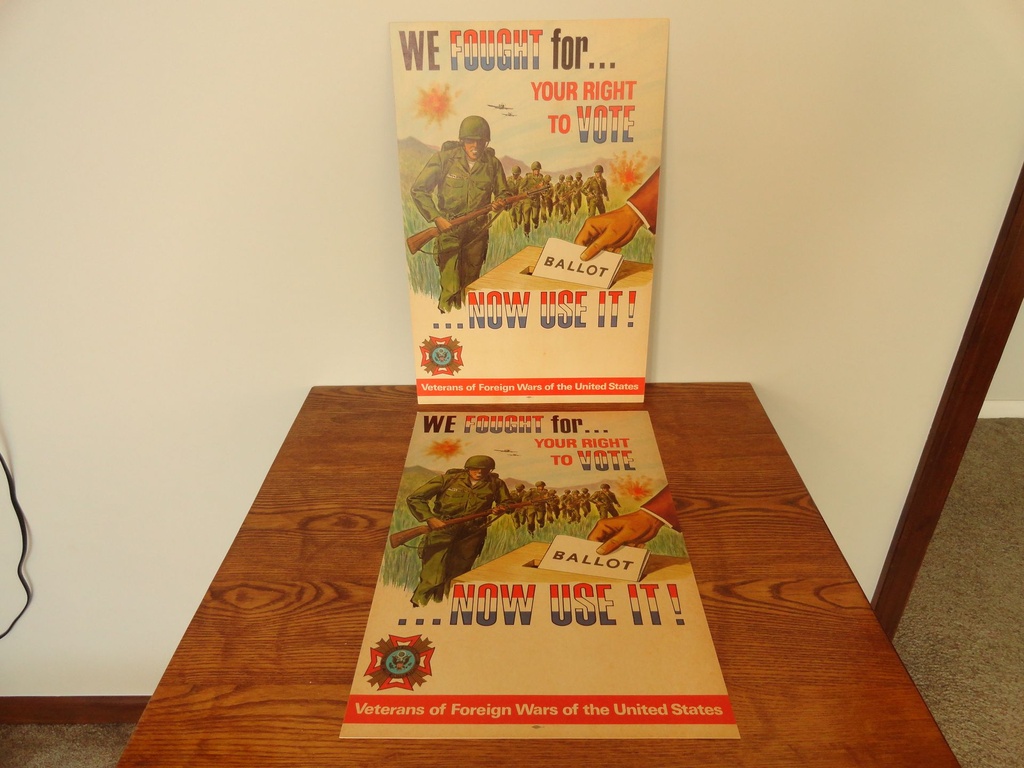 WE FOUGHT for...
YOUR RIGHT
TO VOTE
BALLOT
...NOW USE IT!
Veterans of Foreign Wars of the United States
WE FOUGHT for...
YOUR RIGHT
TO VOTE
BALLOT
...NOW USE IT!
Veterans of Foreign Wars of the United States